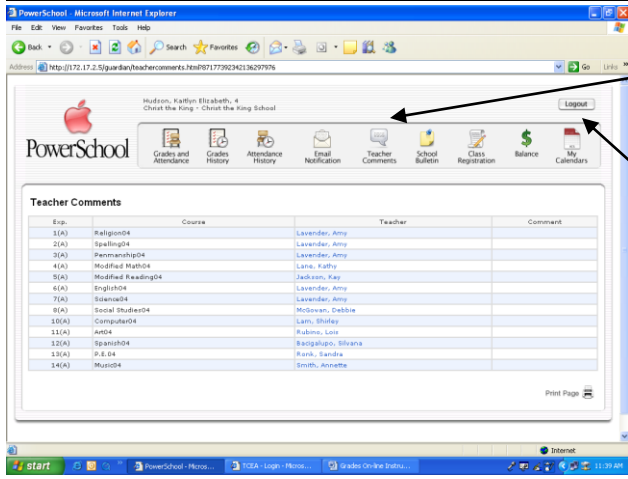 PowerSchool - Microsoft Internet Explorer
File Edit View Favorites Tools Help
Back Search Favorites
Address http://172.17.2.5/guardian/teachercomments.html?871773923421362979 76 Go Links »
Hudson, Kaitlyn Elizabeth, 4
Christ the King - Christ the King School
Logout
PowerSchool
Grades and Attendance Grades History Attendance History Email Notification Teacher Comments School Bulletin Class Registration Balance My Calendars
Teacher Comments
Exp. Course Teacher Comment
1(A) Religion04 Lavender, Amy
2(A) Spelling04 Lavender, Amy
3(A) Penmanship04 Lavender, Amy
4(A) Modified Math04 Lane, Kathy
5(A) Modified Reading04 Jackson, Kay
6(A) English04 Lavender, Amy
7(A) Science04 Lavender, Amy
8(A) Social Studies04 McGovan, Debbie
10(A) Computer04 Lam, Shirley
11(A) Art04 Rubino, Lois
12(A) Spanish04 Bacigalupo, Silvana
13(A) P.E.04 Ronk, Sandra
14(A) Music04 Smith, Annette
Print Page
Internet
start PowerSchool - Micros... TCEA - Login - Micros... Grades On-line Instru... 11:39 AM